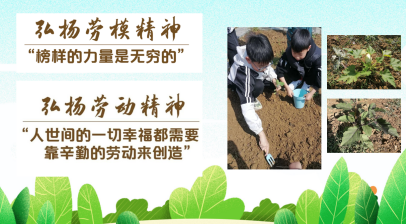 弘扬劳模精神
“榜样的力量是无穷的”
弘扬劳动精神
“人世间的一切幸福都需要
靠辛勤的劳动来创造”